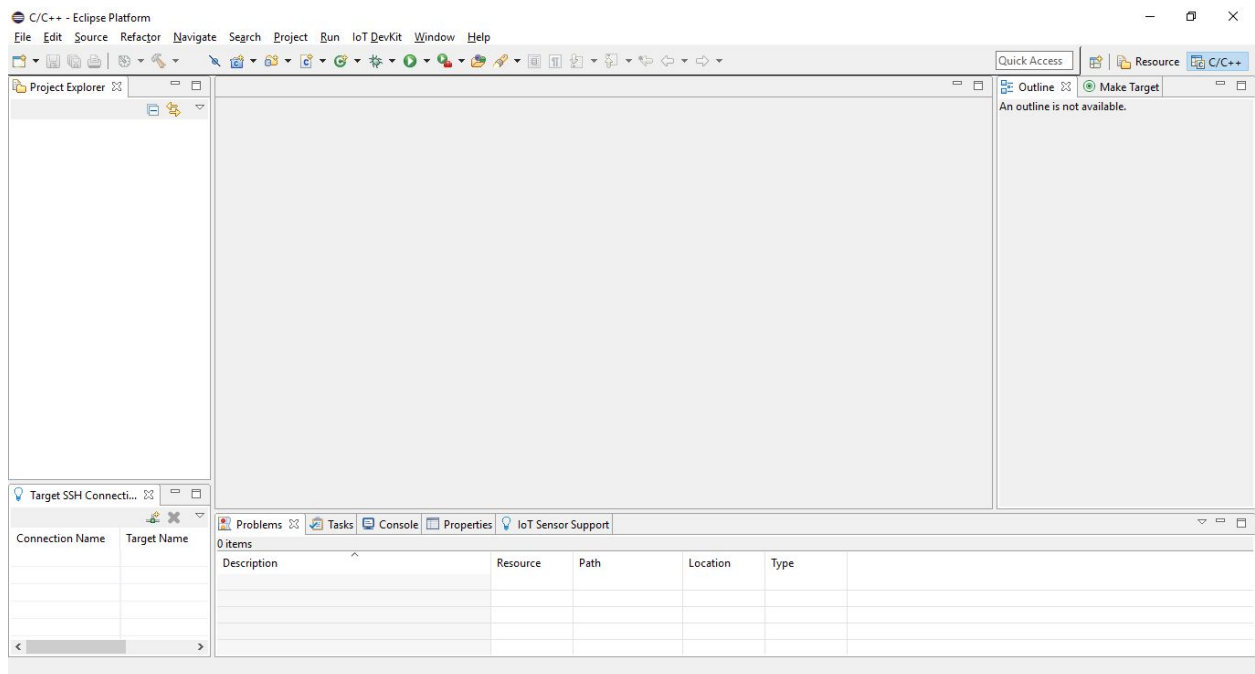 C/C++ - Eclipse Platform
File Edit Source Refactor Navigate Search Project Run IoT DevKit Window Help
Quick Access Resource C/C++
Project Explorer
Outline Make Target
An outline is not available.
Target SSH Connecti...
Connection Name Target Name
Problems Tasks Console Properties IoT Sensor Support
0 items
Description Resource Path Location Type